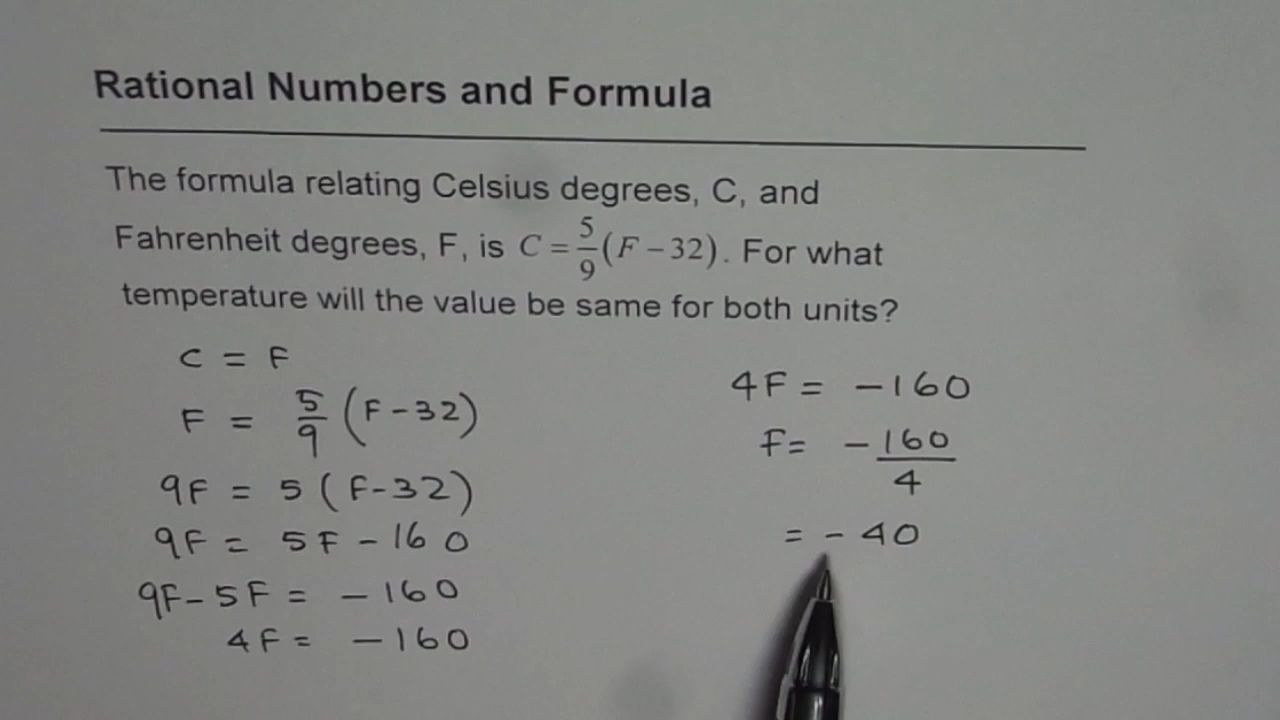 Rational Numbers and Formula
The formula relating Celsius degrees, C, and
Fahrenheit degrees, F, is C = 5/9 (F − 32). For what
temperature will the value be same for both units?
C = F
F = 5/9 (F - 32)
9F = 5 (F - 32)
9F = 5F - 160
9F - 5F = - 160
4F = - 160
4F = - 160
F = - 160/4
= - 40